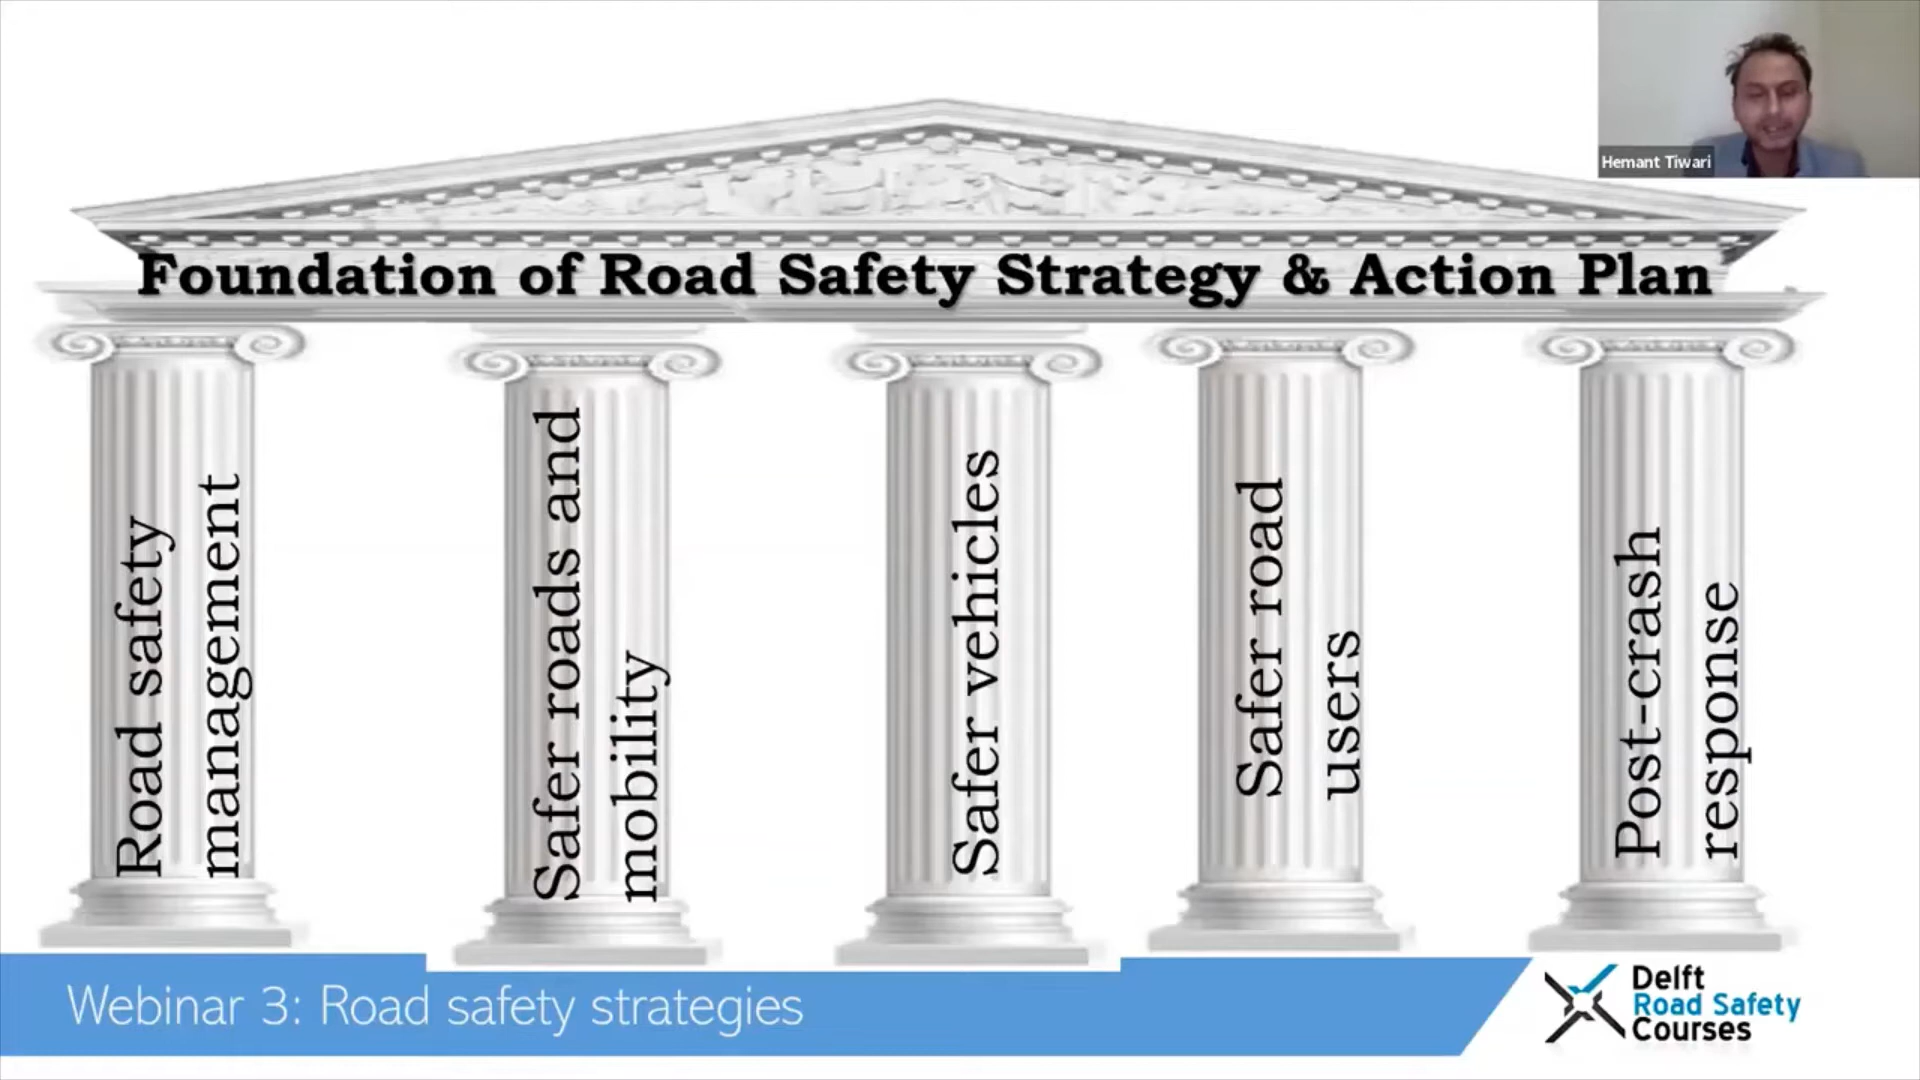 Hemant Tiwari
Foundation of Road Safety Strategy & Action Plan
Road safety
management
Safer roads and
mobility
Safer vehicles
Safer road
users
Post-crash
response
Webinar 3: Road safety strategies
Delft
Road Safety
Courses